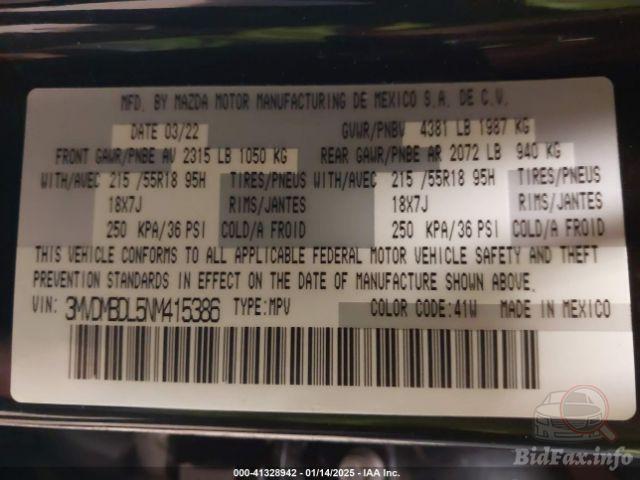 MFD. BY MAZDA MOTOR MANUFACTURING DE MEXICO S.A. DE C.V.
DATE 03/22 GVWR/PNBV 4381 LB 1987 KG
FRONT GAWR/PNBE AV 2315 LB 1050 KG REAR GAWR/PNBE AR 2072 LB 940 KG
WITH/AVEC 215 /55R18 95H TIRES/PNEUS WITH/AVEC 215 /55R18 95H TIRES/PNEUS
18X7J RIMS/JANTES 18X7J RIMS/JANTES
250 KPA/36 PSI COLD/A FROID 250 KPA/36 PSI COLD/A FROID
THIS VEHICLE CONFORMS TO ALL APPLICABLE FEDERAL MOTOR VEHICLE SAFETY AND THEFT
PREVENTION STANDARDS IN EFFECT ON THE DATE OF MANUFACTURE SHOWN ABOVE.
VIN: 3MVDMBDL5NM415386 TYPE:MPV COLOR CODE:41W MADE IN MEXICO
BidFax.info
000-41328942 - 01/14/2025 - IAA Inc.